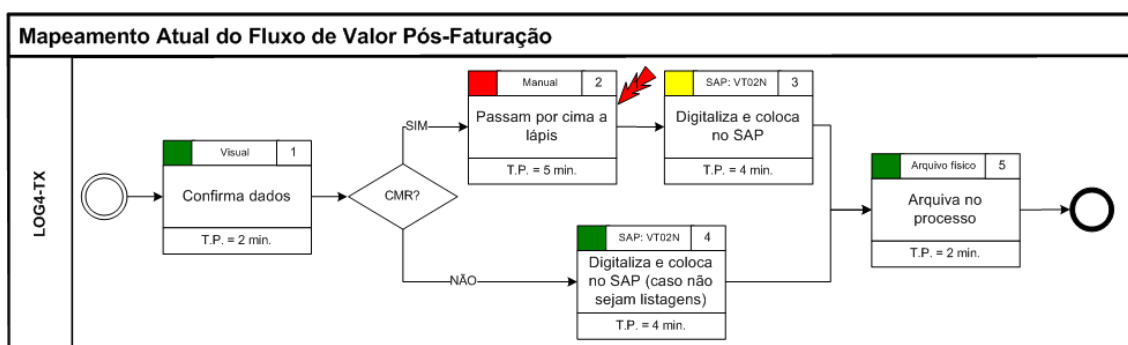 Mapeamento Atual do Fluxo de Valor Pós-Faturação
LOG4-TX
Visual 1
Confirma dados
T.P. = 2 min.
CMR?
SIM
Manual 2
Passam por cima a
lápis
T.P. = 5 min.
SAP: VT02N 3
Digitaliza e coloca
no SAP
T.P. = 4 min.
NÃO
SAP: VT02N 4
Digitaliza e coloca
no SAP (caso não
sejam listagens)
T.P. = 4 min.
Arquivo físico 5
Arquiva no
processo
T.P. = 2 min.